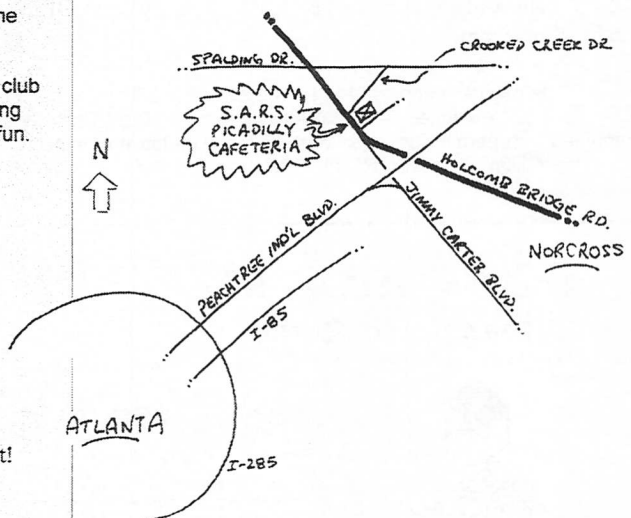 ne
club
ng
fun.
t!
N
SPALDING DR.
CROOKED CREEK DR
S.A.R.S.
PICADILLY
CAFETERIA
HOLCOMB BRIDGE RD.
NORCROSS
JIMMY CARTER BLVD.
PEACHTREE IND'L BLVD.
I-85
ATLANTA
I-285